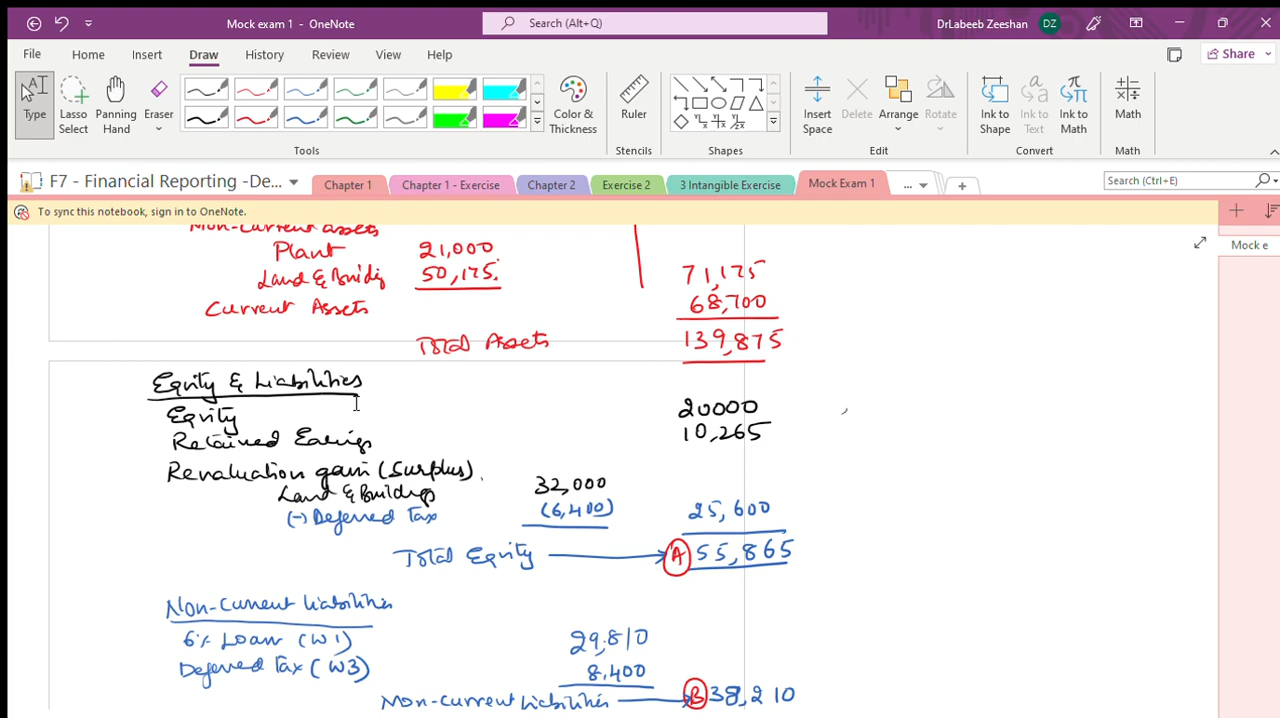 Mock exam 1 - OneNote
Search (Alt+Q)
DrLabeeb Zeeshan DZ
File Home Insert Draw History Review View Help
Share
Type Lasso Select Panning Hand Eraser
Color & Thickness
Ruler
Insert Space Delete Arrange Rotate
Ink to Shape Ink to Text Ink to Math
Math
Tools Stencils Shapes Edit Convert Math
F7 - Financial Reporting -De...
Chapter 1 Chapter 1 - Exercise Chapter 2 Exercise 2 3 Intangible Exercise Mock Exam 1 ...
Search (Ctrl+E)
To sync this notebook, sign in to OneNote.
Mock e
Non-current assets
Plant 21,000
Land & Buildig 50,175. 71,175
Current Assets 68,700
Total Assets 139,875
Equity & Liabilities
Equity 20000
Retained Earings 10,265
Revaluation gain (Surplus).
Land & Buildings 32,000
(-) Deferred Tax (6,400) 25,600
Total Equity A 55,865
Non-current liabilities
6% Loan (W1) 29,810
Deferred Tax (W3) 8,400
Non-current liabilities B 38,210